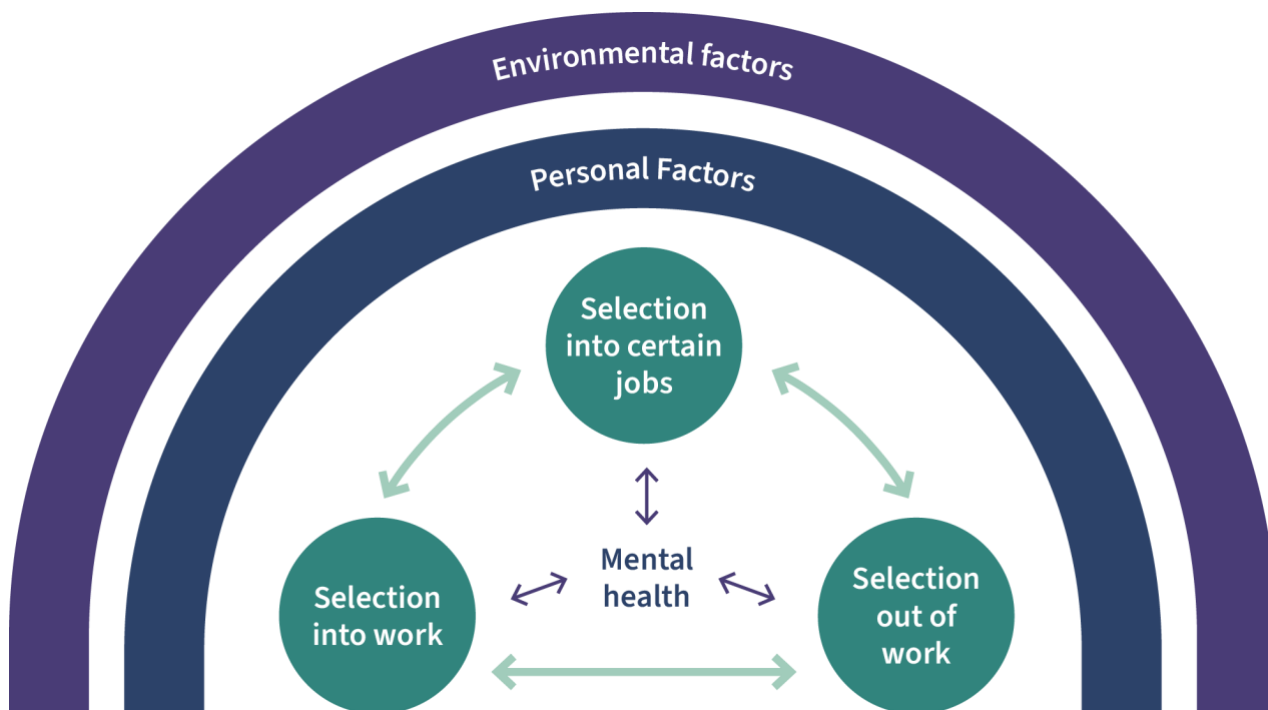 Environmental factors
Personal Factors
Selection
into certain
jobs
Mental
health
Selection
into work
Selection
out of
work